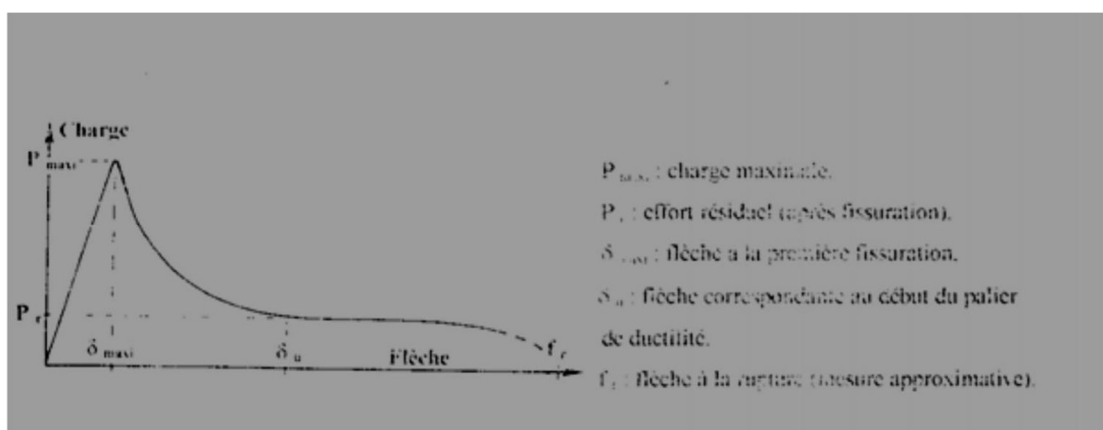 Charge
P maxi
P r
δ maxi
δ u
Flèche
f r
P maxi : charge maximale.
P r : effort résiduel (après fissuration).
δ maxi : flèche a la première fissuration.
δ u : flèche correspondante au début du palier
de ductitité.
f r : flèche à la rupture (mesure approximative).